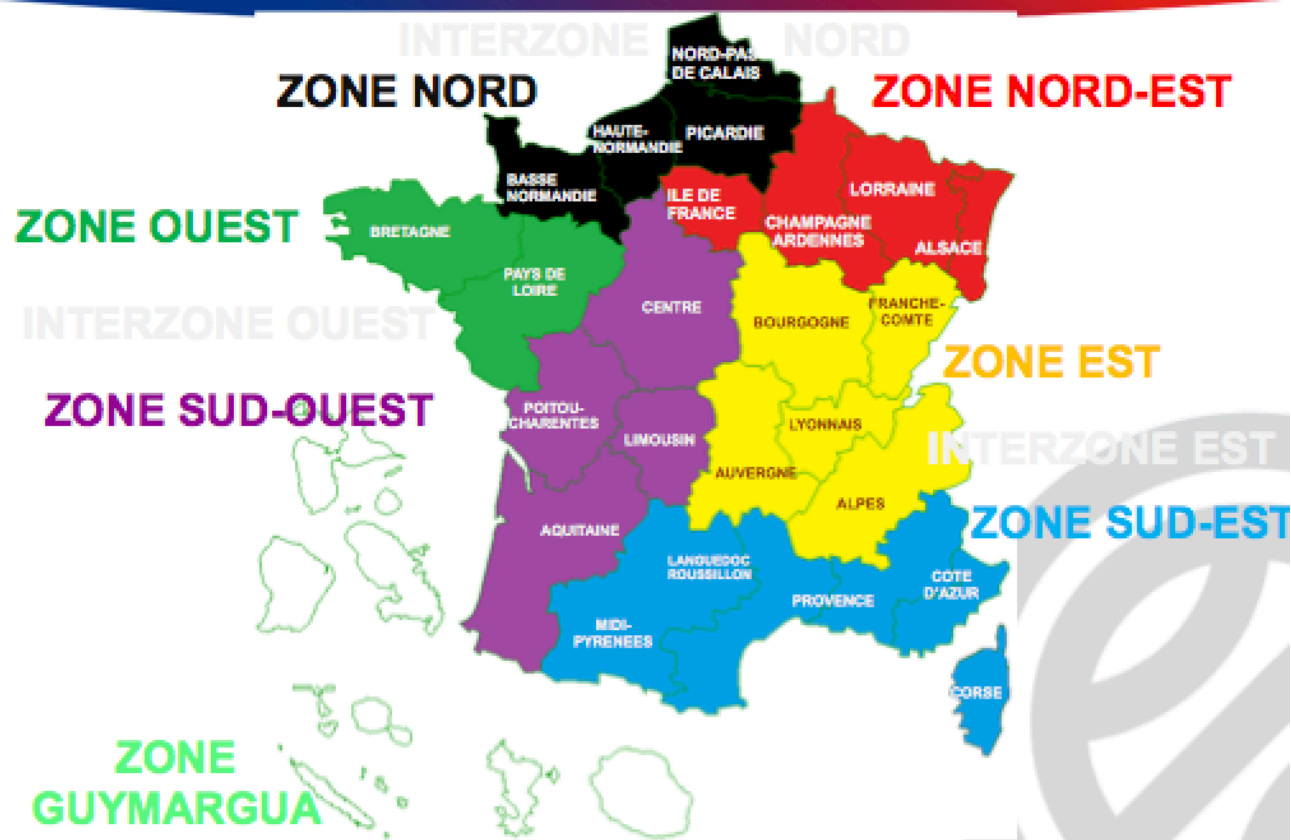 INTERZONE NORD
ZONE NORD
NORD-PAS
DE CALAIS
ZONE NORD-EST
HAUTE-
NORMANDIE
PICARDIE
BASSE
NORMANDIE
ILE DE
FRANCE
LORRAINE
CHAMPAGNE
ARDENNES
ALSACE
ZONE OUEST
BRETAGNE
PAYS DE
LOIRE
CENTRE
BOURGOGNE
FRANCHE-
COMTE
INTERZONE OUEST
ZONE EST
ZONE SUD-OUEST
POITOU-
CHARENTES
LIMOUSIN
LYONNAIS
AUVERGNE
INTERZONE EST
ALPES
ZONE SUD-EST
AQUITAINE
LANGUEDOC
ROUSSILLON
PROVENCE
COTE
D'AZUR
MIDI-
PYRENEES
CORSE
ZONE
GUYMARGUA